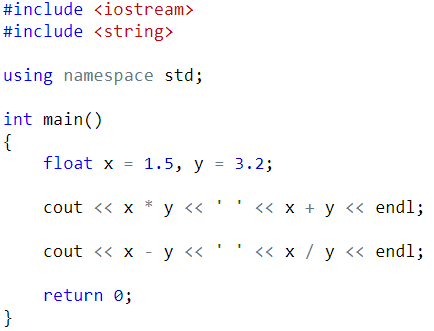 #include <iostream>
#include <string>
using namespace std;
int main()
{
    float x = 1.5, y = 3.2;
    cout << x * y << ' ' << x + y << endl;
    cout << x - y << ' ' << x / y << endl;
    return 0;
}